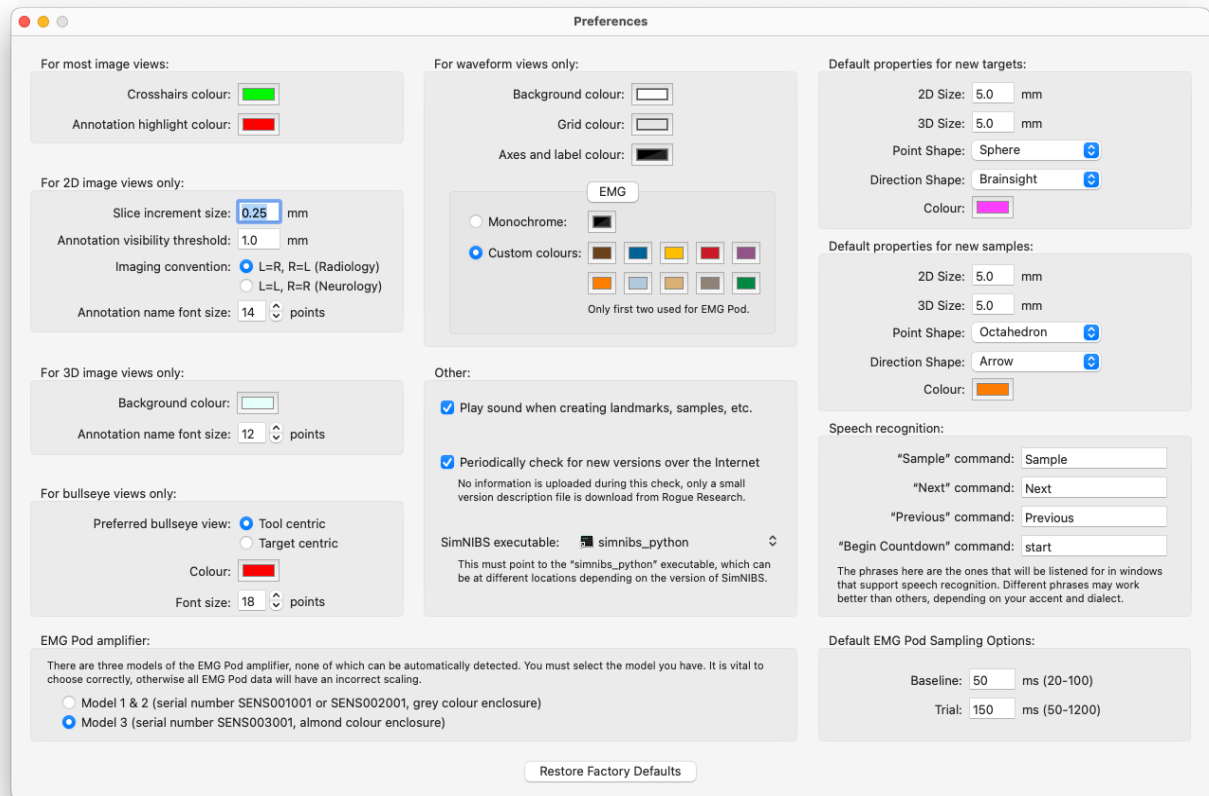 Preferences
For most image views:
Crosshairs colour:
Annotation highlight colour:
For 2D image views only:
Slice increment size: 0.25 mm
Annotation visibility threshold: 1.0 mm
Imaging convention: L=R, R=L (Radiology)
L=L, R=R (Neurology)
Annotation name font size: 14 points
For 3D image views only:
Background colour:
Annotation name font size: 12 points
For bullseye views only:
Preferred bullseye view: Tool centric
Target centric
Colour:
Font size: 18 points
For waveform views only:
Background colour:
Grid colour:
Axes and label colour:
EMG
Monochrome:
Custom colours:
Only first two used for EMG Pod.
Other:
Play sound when creating landmarks, samples, etc.
Periodically check for new versions over the Internet
No information is uploaded during this check, only a small
version description file is download from Rogue Research.
SimNIBS executable: simnibs_python
This must point to the “simnibs_python” executable, which can
be at different locations depending on the version of SimNIBS.
Default properties for new targets:
2D Size: 5.0 mm
3D Size: 5.0 mm
Point Shape: Sphere
Direction Shape: Brainsight
Colour:
Default properties for new samples:
2D Size: 5.0 mm
3D Size: 5.0 mm
Point Shape: Octahedron
Direction Shape: Arrow
Colour:
Speech recognition:
“Sample” command: Sample
“Next” command: Next
“Previous” command: Previous
“Begin Countdown” command: start
The phrases here are the ones that will be listened for in windows
that support speech recognition. Different phrases may work
better than others, depending on your accent and dialect.
EMG Pod amplifier:
There are three models of the EMG Pod amplifier, none of which can be automatically detected. You must select the model you have. It is vital to
choose correctly, otherwise all EMG Pod data will have an incorrect scaling.
Model 1 & 2 (serial number SENS001001 or SENS002001, grey colour enclosure)
Model 3 (serial number SENS003001, almond colour enclosure)
Default EMG Pod Sampling Options:
Baseline: 50 ms (20-100)
Trial: 150 ms (50-1200)
Restore Factory Defaults